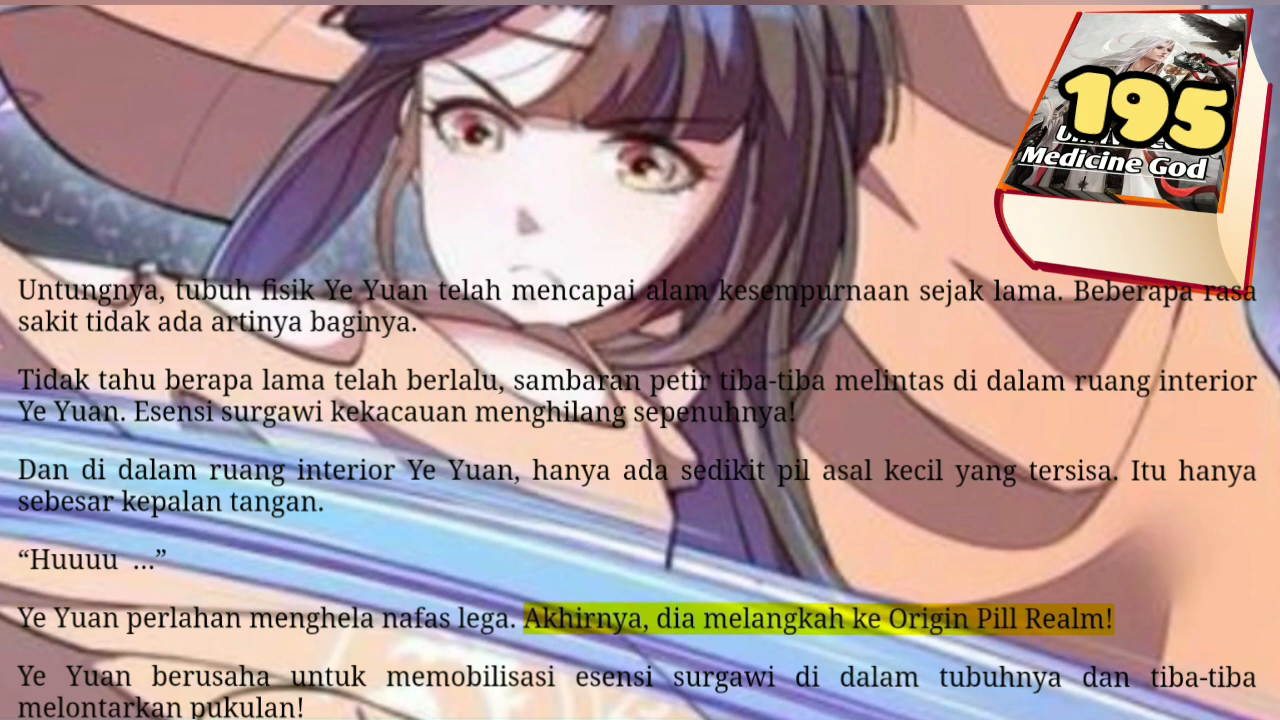 195
Medicine God
Untungnya, tubuh fisik Ye Yuan telah mencapai alam kesempurnaan sejak lama. Beberapa rasa
sakit tidak ada artinya baginya.
Tidak tahu berapa lama telah berlalu, sambaran petir tiba-tiba melintas di dalam ruang interior
Ye Yuan. Esensi surgawi kekacauan menghilang sepenuhnya!
Dan di dalam ruang interior Ye Yuan, hanya ada sedikit pil asal kecil yang tersisa. Itu hanya
sebesar kepalan tangan.
“Huuuu ...”
Ye Yuan perlahan menghela nafas lega. Akhirnya, dia melangkah ke Origin Pill Realm!
Ye Yuan berusaha untuk memobilisasi esensi surgawi di dalam tubuhnya dan tiba-tiba
melontarkan pukulan!